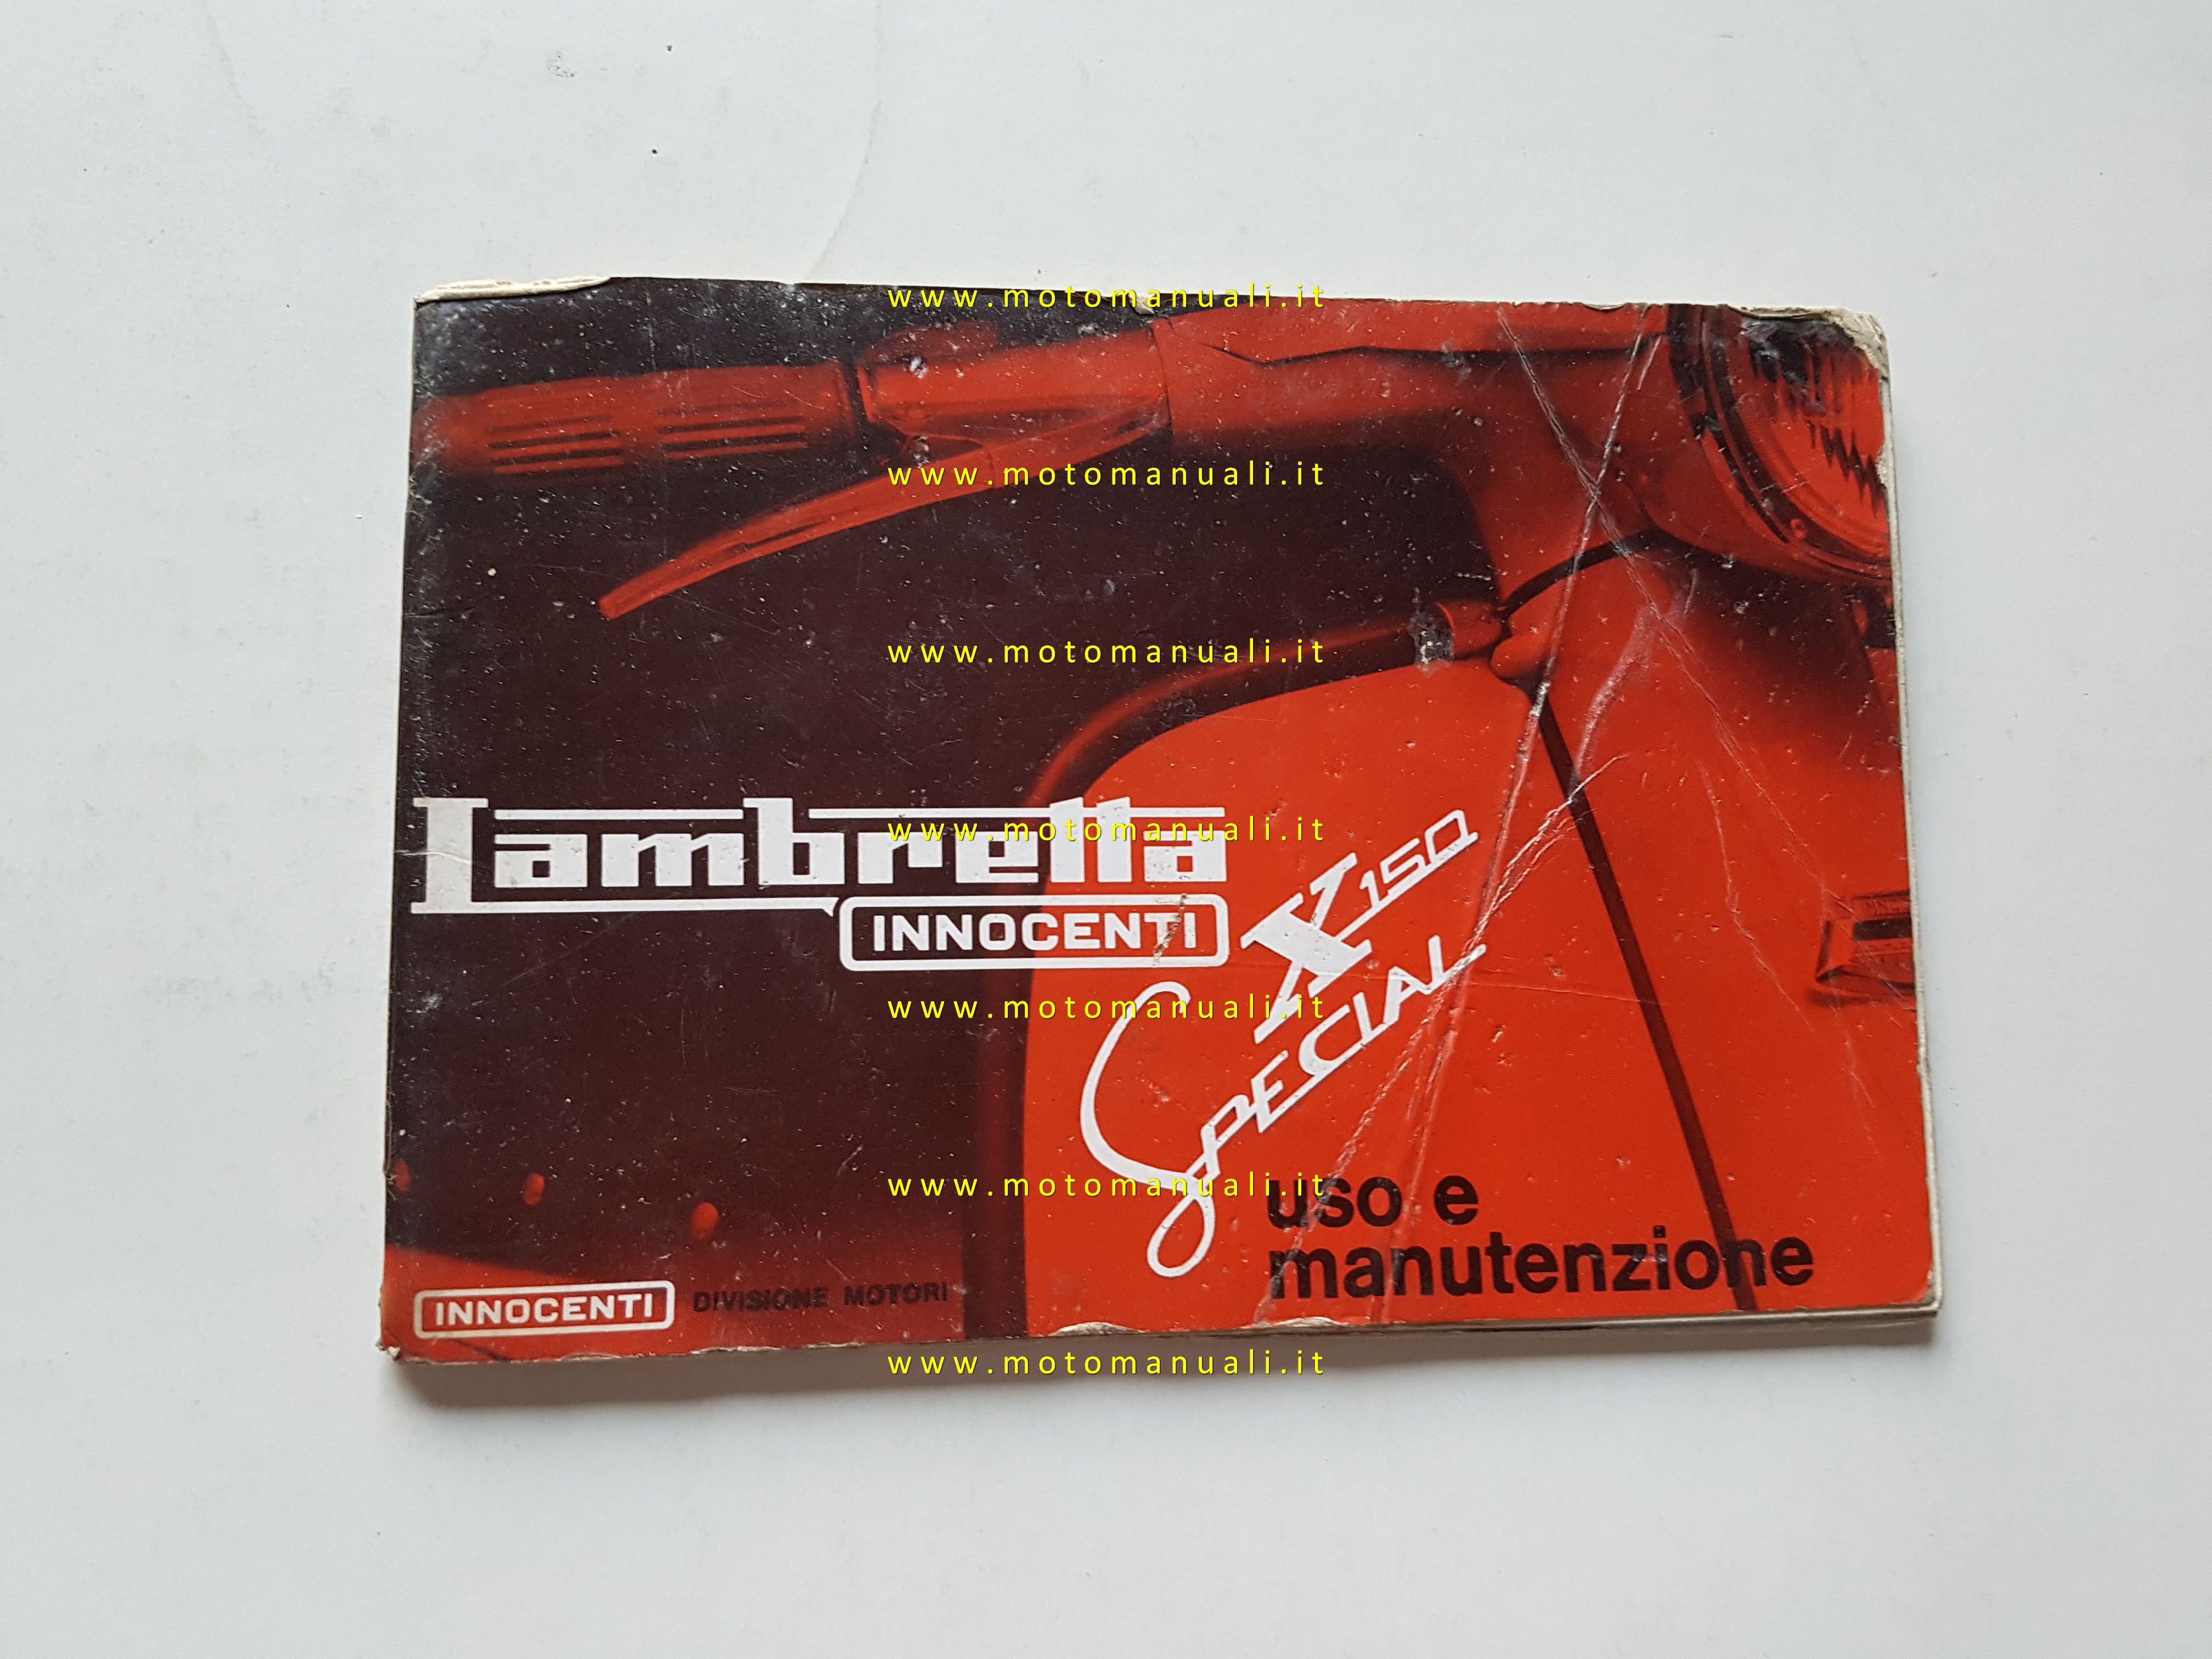 www.motomanuali.it
www.motomanuali.it
www.motomanuali.it
Lambretta
www.motomanuali.it
INNOCENTI
X150
SPECIAL
www.motomanuali.it
www.motomanuali.it
uso e
manutenzione
INNOCENTI DIVISIONE MOTORI
www.motomanuali.it